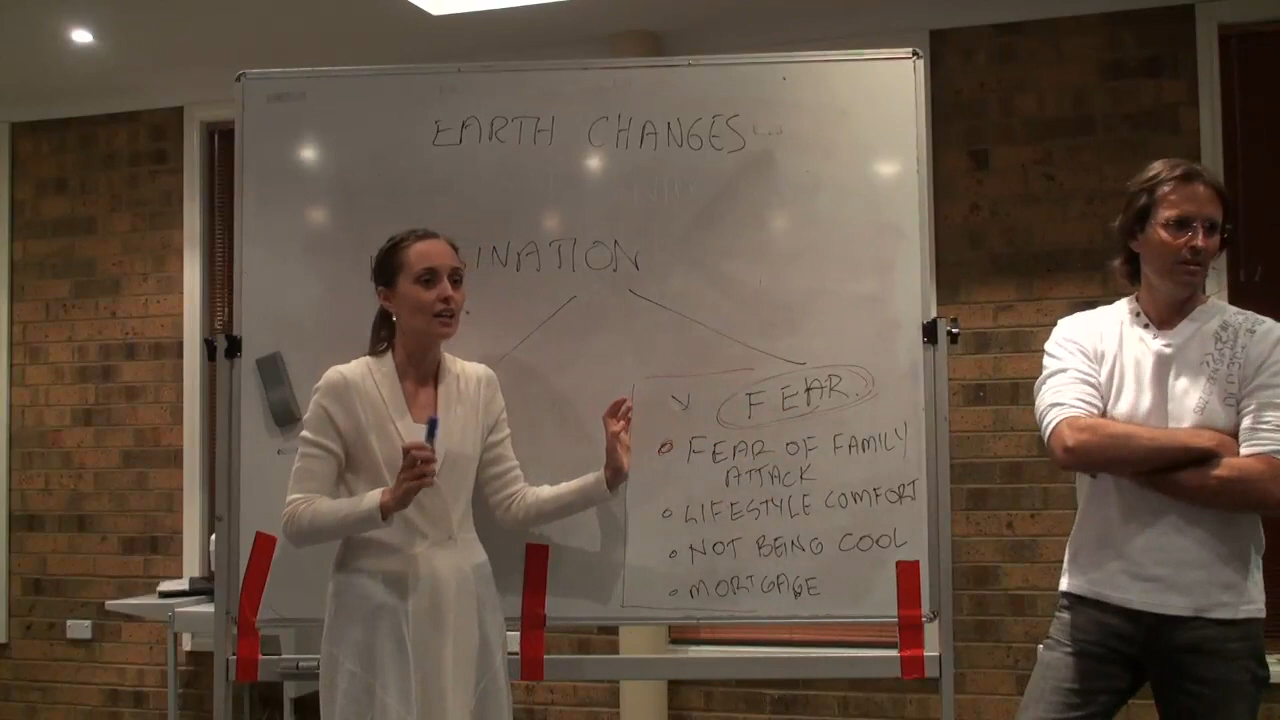 EARTH CHANGES
INATION
FEAR.
FEAR OF FAMILY
ATTACK
LIFESTYLE COMFORT
NOT BEING COOL
MORTGAGE